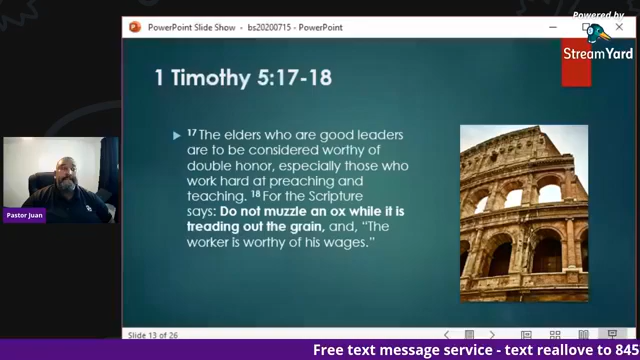 PowerPoint Slide Show - bs20200715 - PowerPoint
Powered by
StreamYard
1 Timothy 5:17-18
17 The elders who are good leaders
are to be considered worthy of
double honor, especially those who
work hard at preaching and
teaching. 18 For the Scripture
says: Do not muzzle an ox while it is
treading out the grain, and, “The
worker is worthy of his wages.”
Pastor Juan
Slide 13 of 26
Free text message service - text reallove to 845